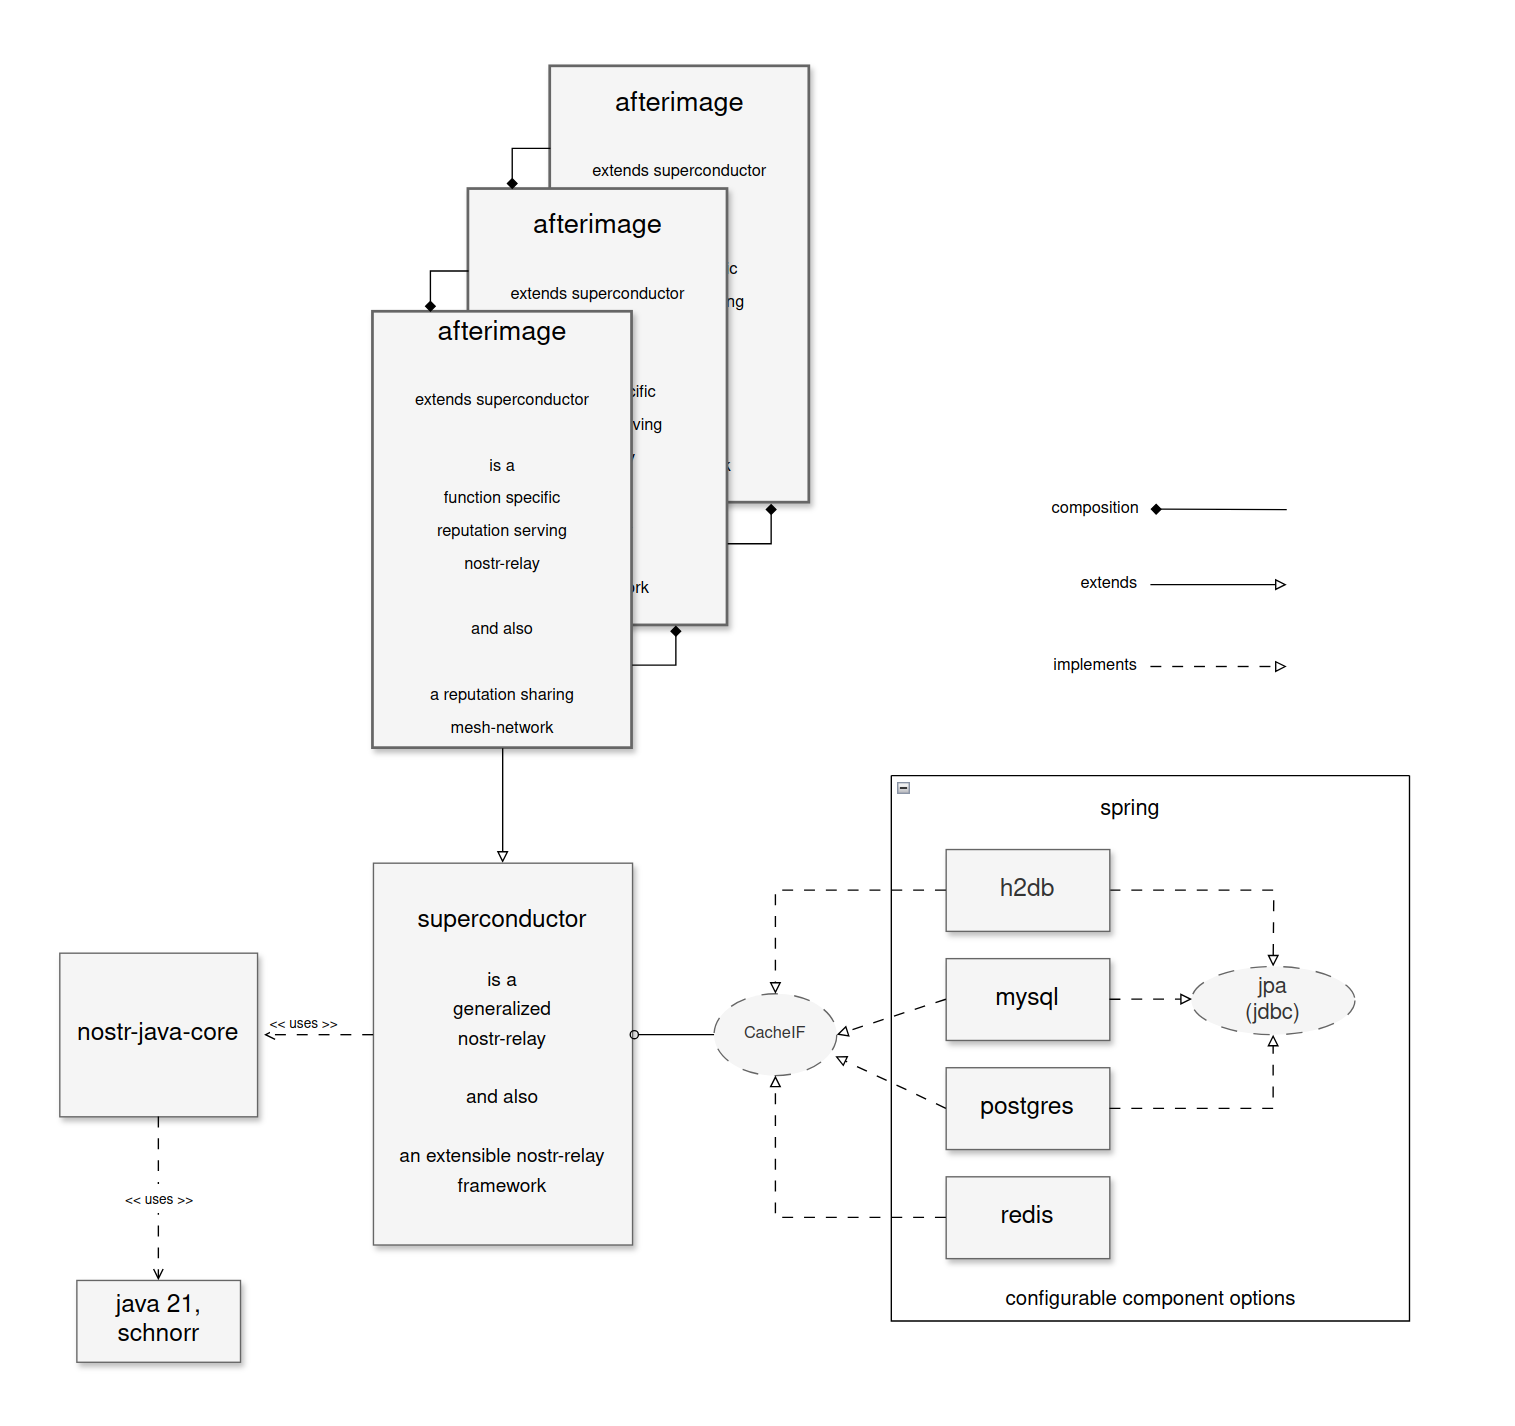 afterimage
extends superconductor
c
ng
k
afterimage
extends superconductor
cific
ving
y
ork
afterimage
extends superconductor
is a
function specific
reputation serving
nostr-relay
and also
a reputation sharing
mesh-network
composition
extends
implements
superconductor
is a
generalized
nostr-relay
and also
an extensible nostr-relay
framework
nostr-java-core
<< uses >>
<< uses >>
java 21,
schnorr
CacheIF
spring
h2db
mysql
postgres
redis
jpa
(jdbc)
configurable component options